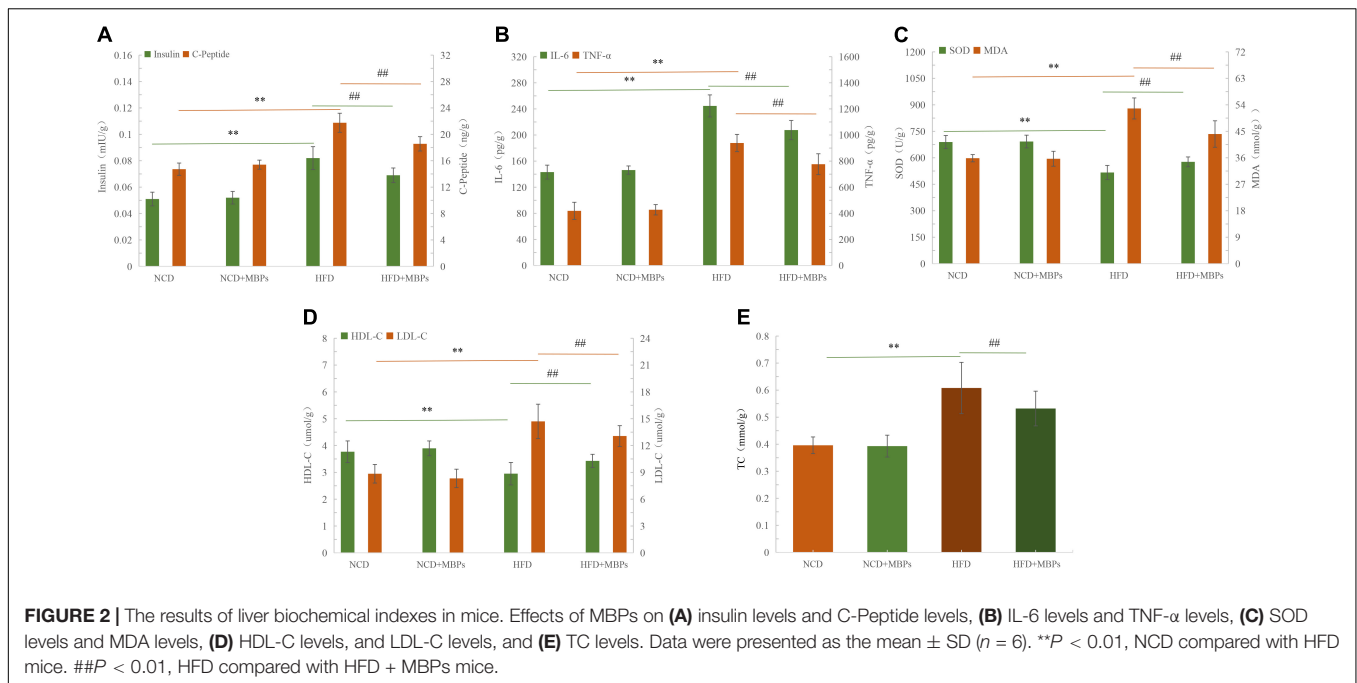 A
Insulin C-Peptide
0.16
0.14
0.12
0.1
0.08
0.06
0.04
0.02
0
Insulin（mIU/g）
32
28
24
20
16
12
8
4
0
C-Peptide（ng/g）
** ** ## ##
NCD NCD+MBPs HFD HFD+MBPs
B
IL-6 TNF-α
320
280
240
200
160
120
80
40
0
IL-6（pg/g）
1600
1400
1200
1000
800
600
400
200
0
TNF-α（pg/g）
** ** ## ##
NCD NCD+MBPs HFD HFD+MBPs
C
SOD MDA
1200
1050
900
750
600
450
300
150
0
SOD（U/g）
72
63
54
45
36
27
18
9
0
MDA（nmol/g）
** ** ## ##
NCD NCD+MBPs HFD HFD+MBPs
D
HDL-C LDL-C
8
7
6
5
4
3
2
1
0
HDL-C（umol/g）
24
21
18
15
12
9
6
3
0
LDL-C（umol/g）
** ** ## ##
NCD NCD+MBPs HFD HFD+MBPs
E
0.8
0.7
0.6
0.5
0.4
0.3
0.2
0.1
0
TC（mmol/g）
** ##
NCD NCD+MBPs HFD HFD+MBPs
FIGURE 2 | The results of liver biochemical indexes in mice. Effects of MBPs on (A) insulin levels and C-Peptide levels, (B) IL-6 levels and TNF-α levels, (C) SOD
levels and MDA levels, (D) HDL-C levels, and LDL-C levels, and (E) TC levels. Data were presented as the mean ± SD (n = 6). **P < 0.01, NCD compared with HFD
mice. ##P < 0.01, HFD compared with HFD + MBPs mice.